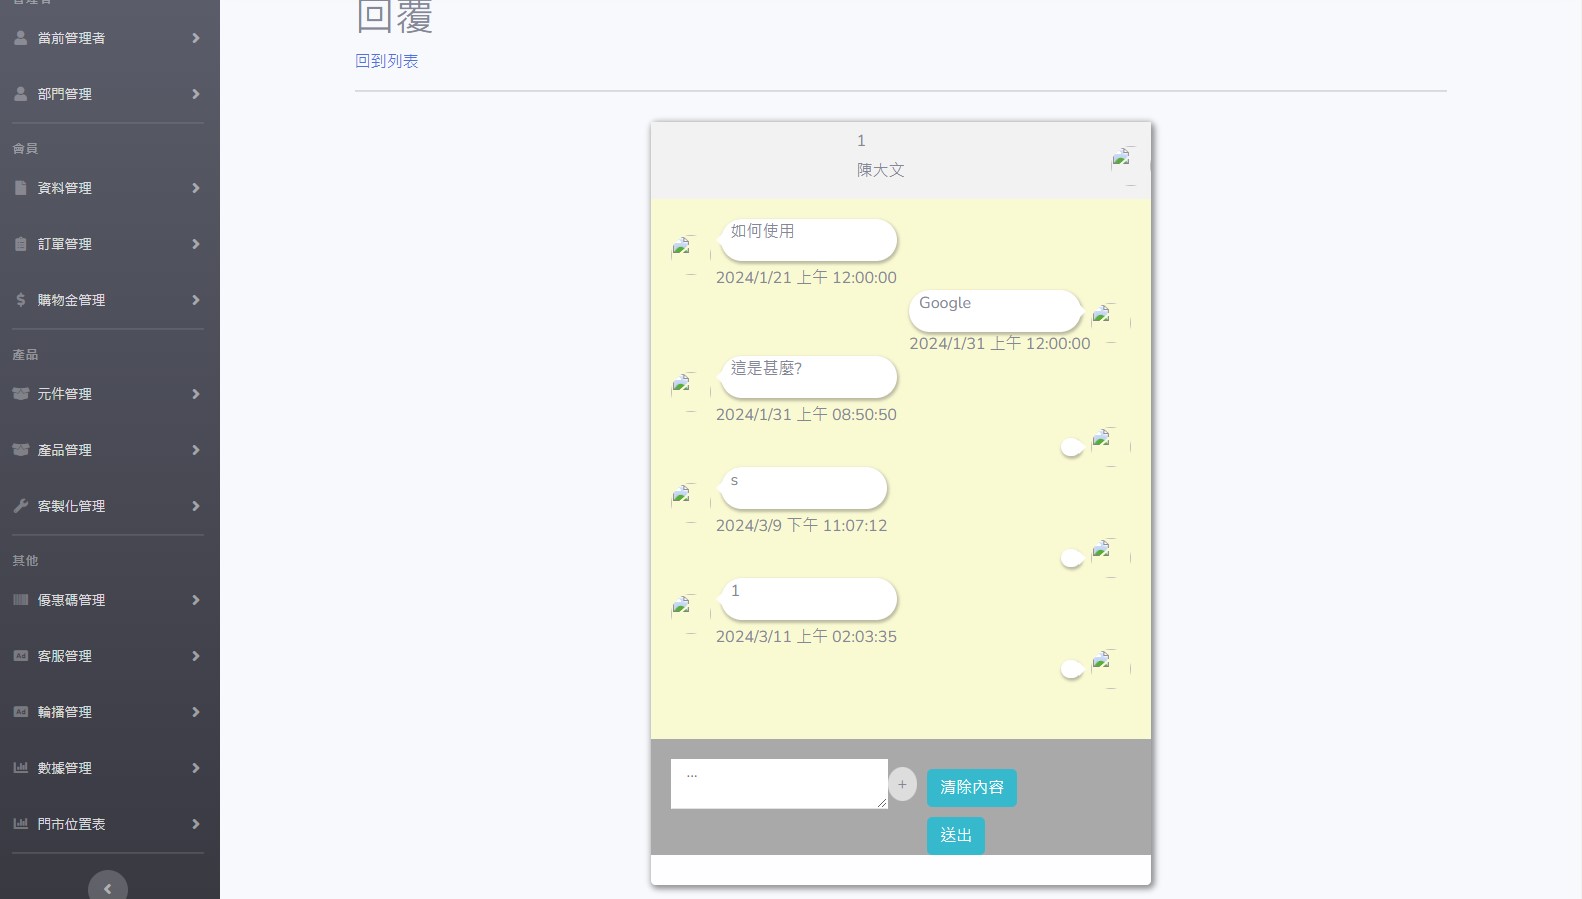 管理者
當前管理者
部門管理
會員
資料管理
訂單管理
購物金管理
產品
元件管理
產品管理
客製化管理
其他
優惠碼管理
客服管理
輪播管理
數據管理
門市位置表
回覆
回到列表
1
陳大文
如何使用
2024/1/21 上午 12:00:00
Google
2024/1/31 上午 12:00:00
這是甚麼?
2024/1/31 上午 08:50:50
s
2024/3/9 下午 11:07:12
1
2024/3/11 上午 02:03:35
...
+
清除內容
送出